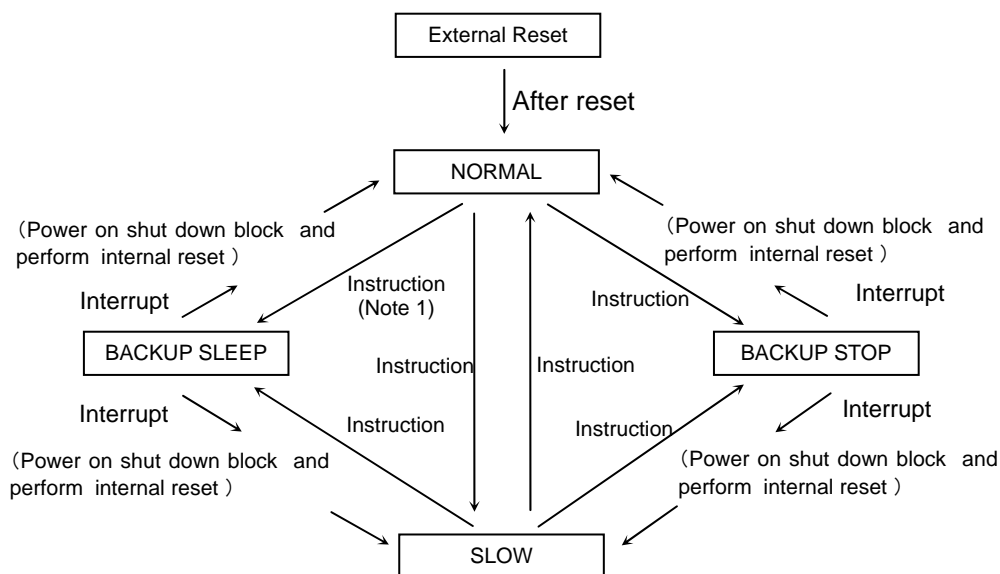 External Reset
After reset
NORMAL
（Power on shut down block and
perform internal reset）
（Power on shut down block and
perform internal reset）
Interrupt
Instruction
(Note 1)
Instruction
Interrupt
BACKUP SLEEP
Instruction
Instruction
BACKUP STOP
Interrupt
Instruction
Instruction
Interrupt
（Power on shut down block and
perform internal reset）
（Power on shut down block and
perform internal reset）
SLOW